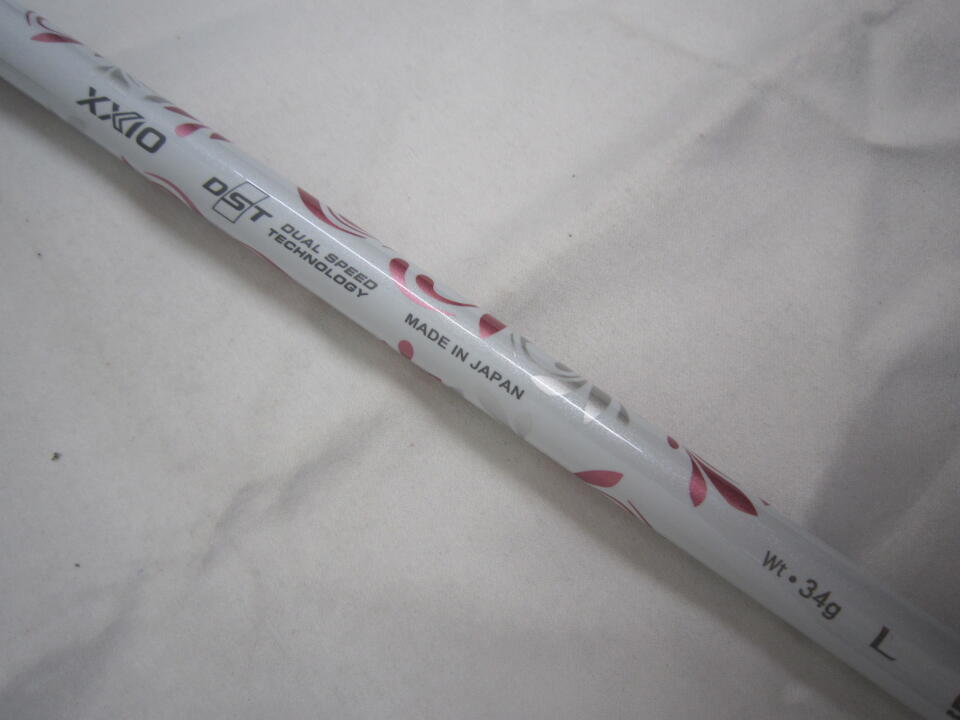 XXIO
DST
DUAL SPEED
TECHNOLOGY
MADE IN JAPAN
Wt•34g
L